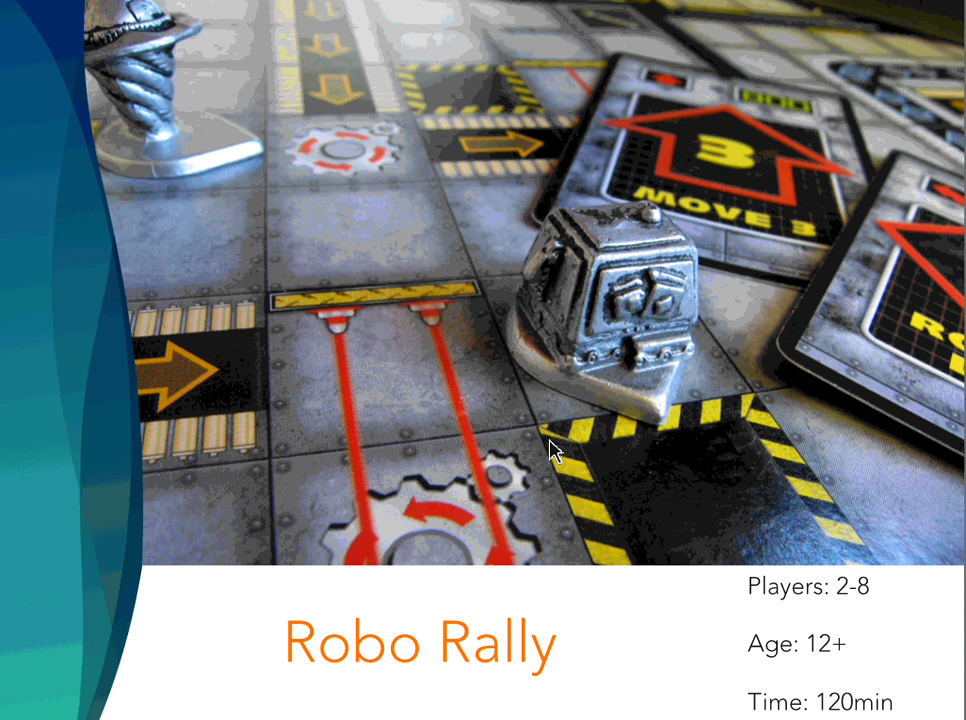 3
MOVE 3
Robo Rally
Players: 2-8
Age: 12+
Time: 120min